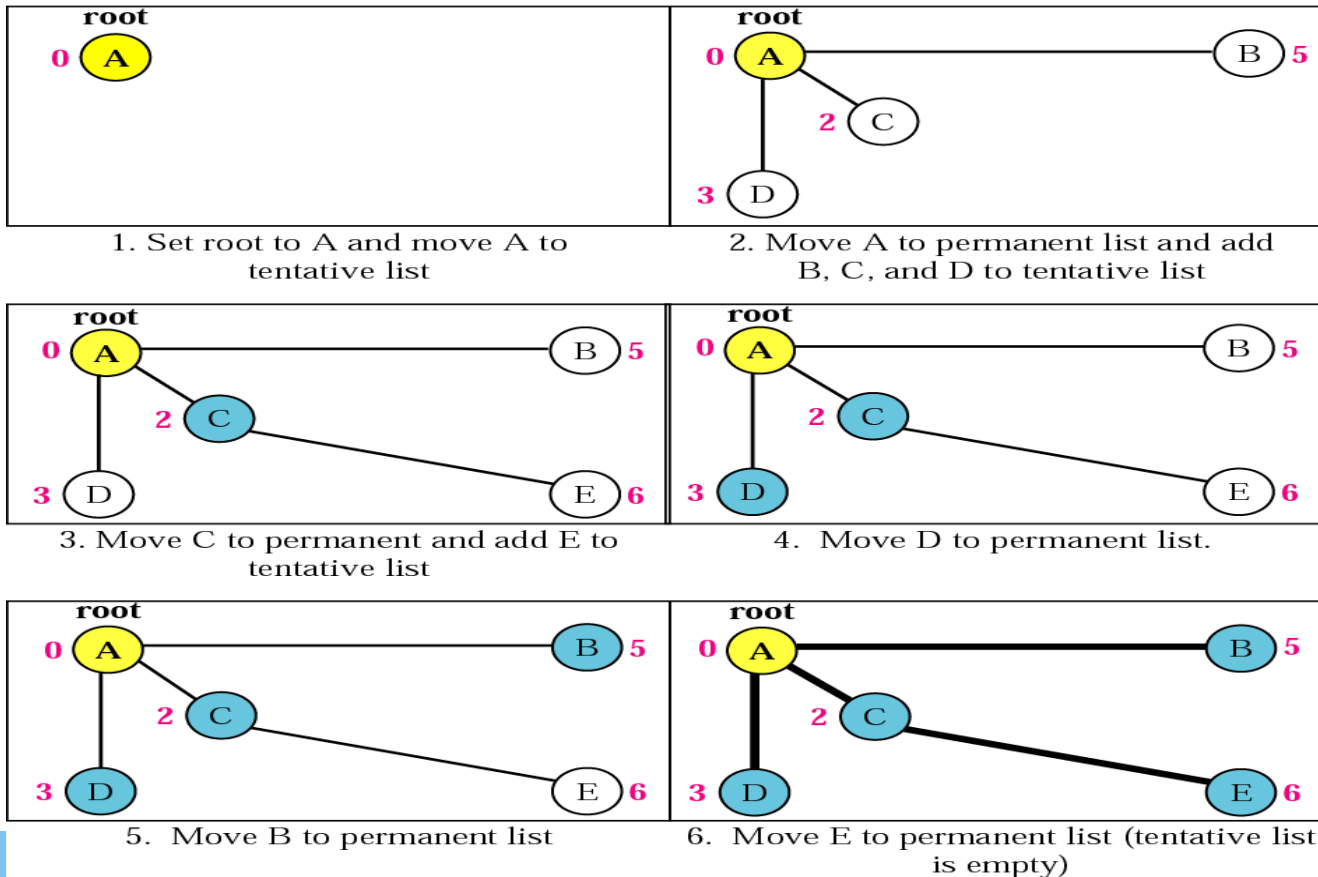 root
0 A
root
0 A B 5
2 C
3 D
1. Set root to A and move A to
tentative list
2. Move A to permanent list and add
B, C, and D to tentative list
root
0 A B 5
2 C
3 D E 6
root
0 A B 5
2 C
3 D E 6
3. Move C to permanent and add E to
tentative list
4. Move D to permanent list.
root
0 A B 5
2 C
3 D E 6
root
0 A B 5
2 C
3 D E 6
5. Move B to permanent list
6. Move E to permanent list (tentative list
is empty)